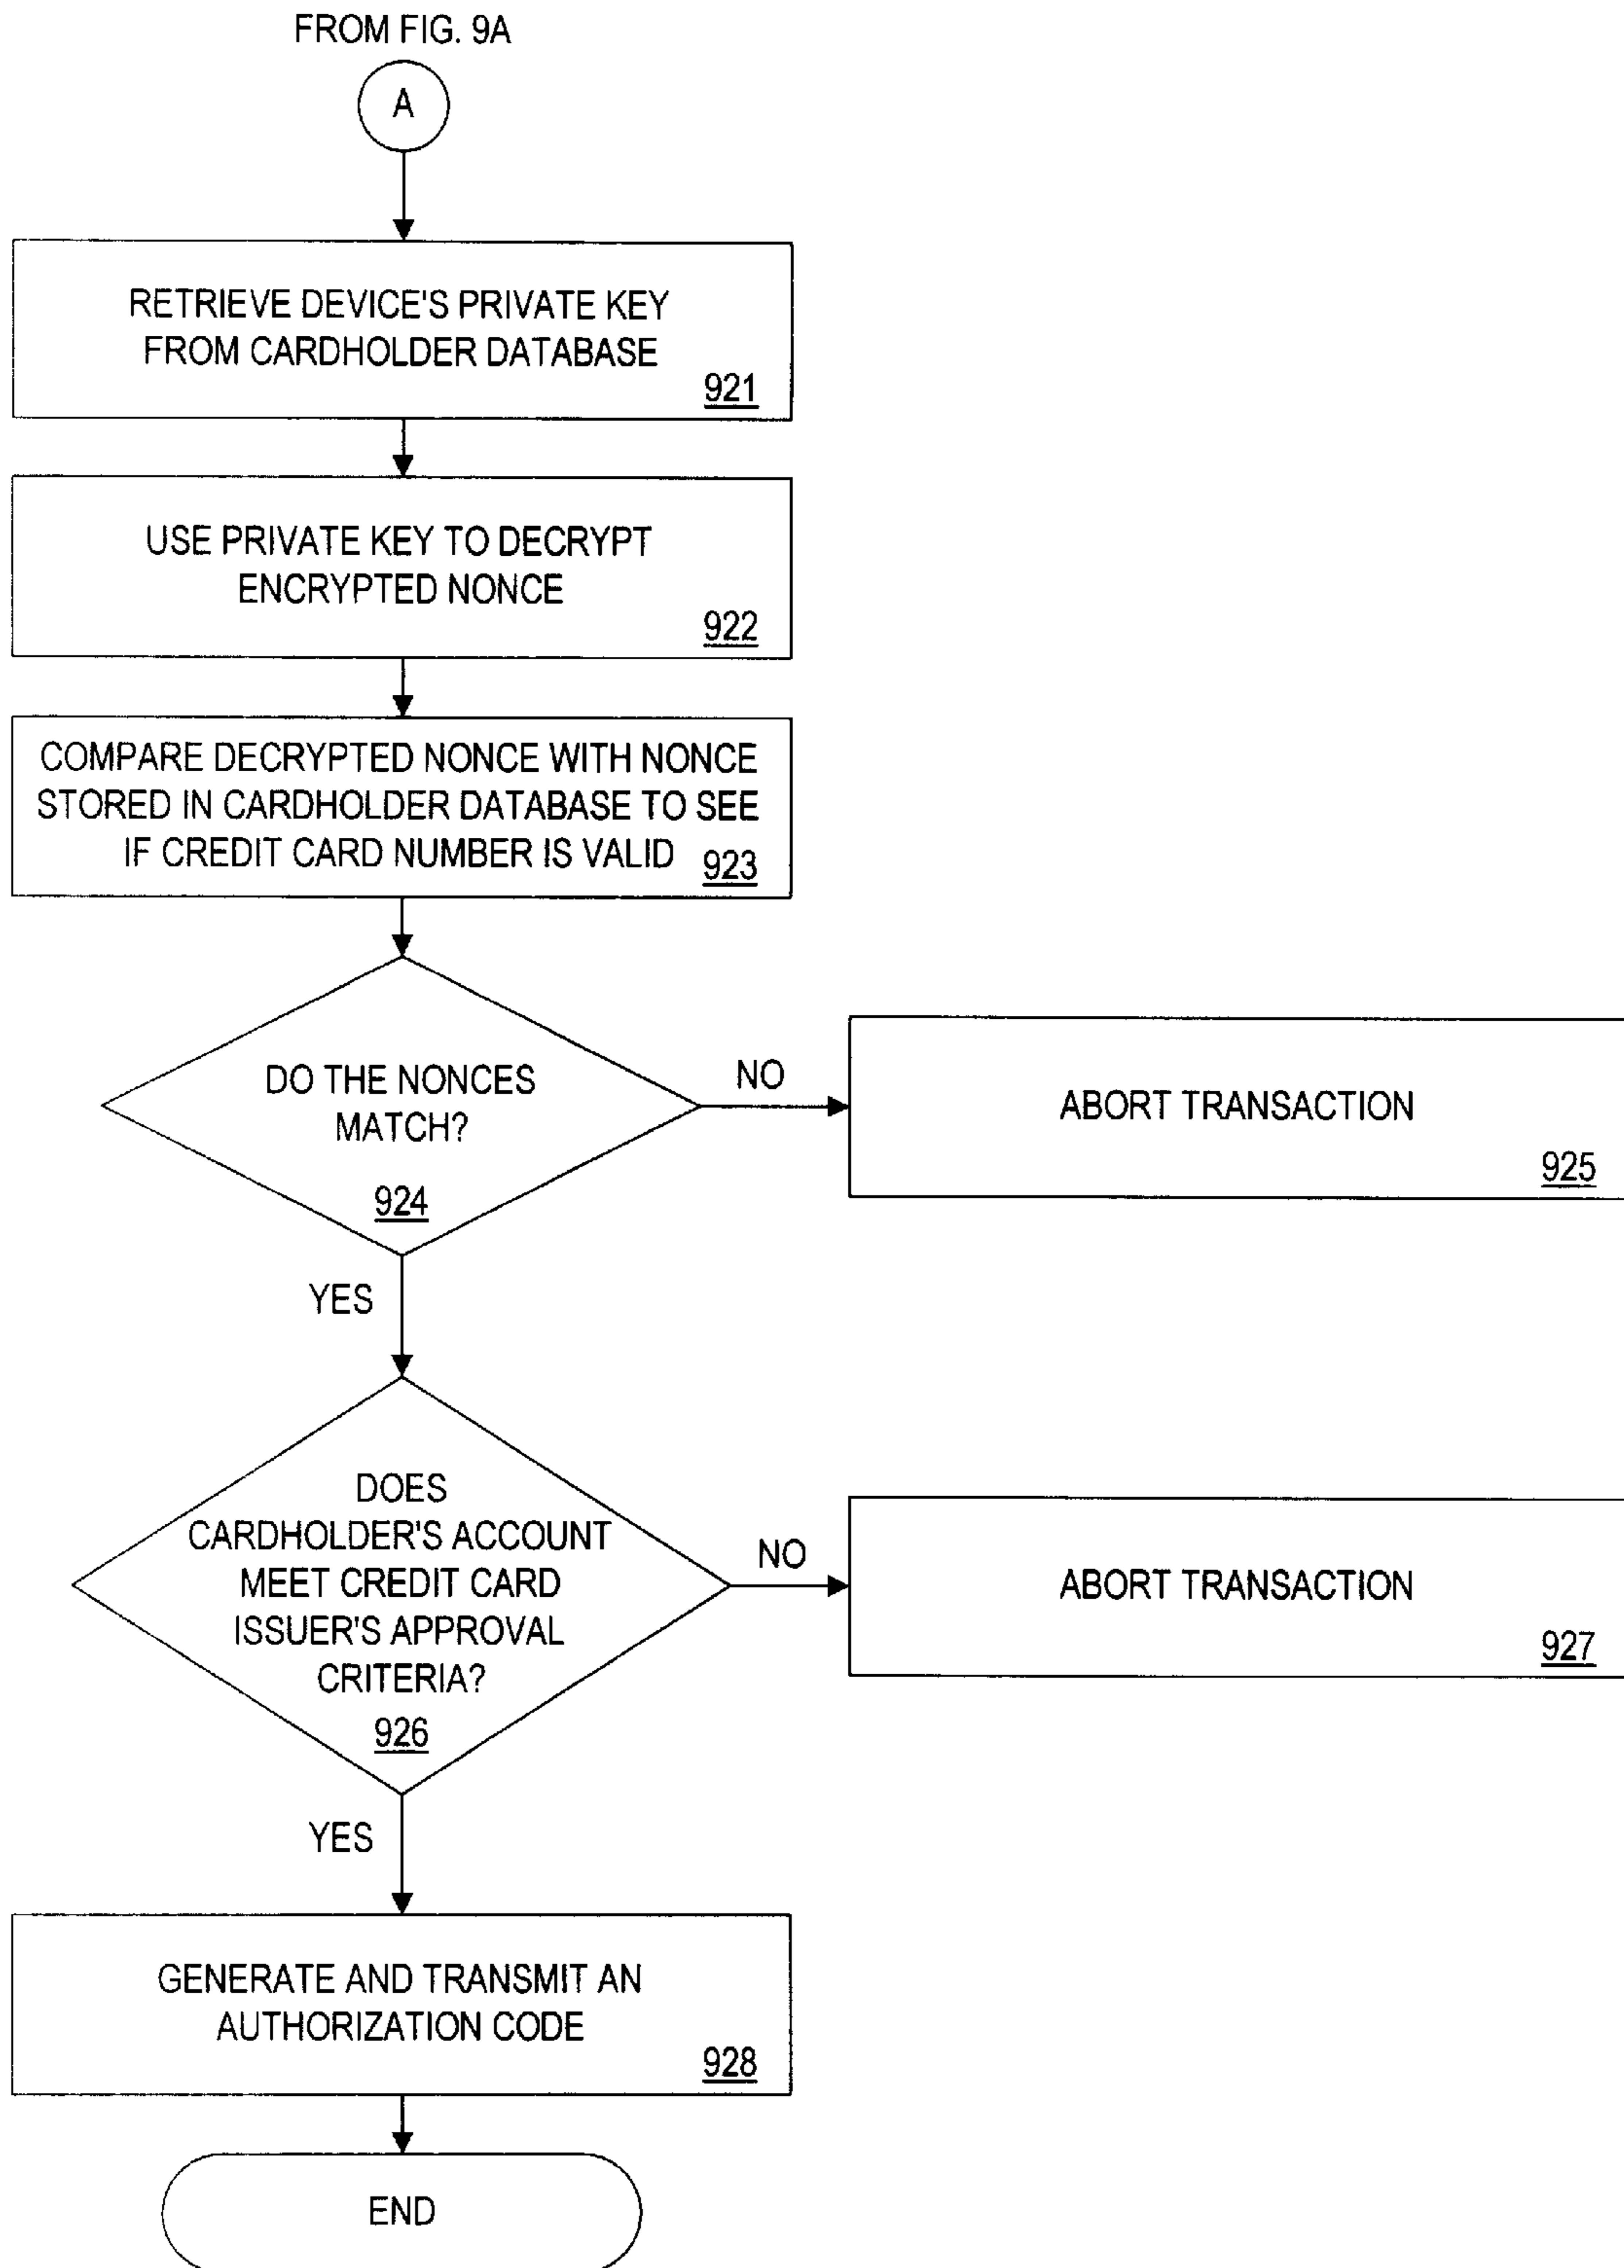 FROM FIG. 9A
A
RETRIEVE DEVICE'S PRIVATE KEY
FROM CARDHOLDER DATABASE
921
USE PRIVATE KEY TO DECRYPT
ENCRYPTED NONCE
922
COMPARE DECRYPTED NONCE WITH NONCE
STORED IN CARDHOLDER DATABASE TO SEE
IF CREDIT CARD NUMBER IS VALID 923
DO THE NONCES
MATCH?
924
NO
ABORT TRANSACTION
925
YES
DOES
CARDHOLDER'S ACCOUNT
MEET CREDIT CARD
ISSUER'S APPROVAL
CRITERIA?
926
NO
ABORT TRANSACTION
927
YES
GENERATE AND TRANSMIT AN
AUTHORIZATION CODE
928
END